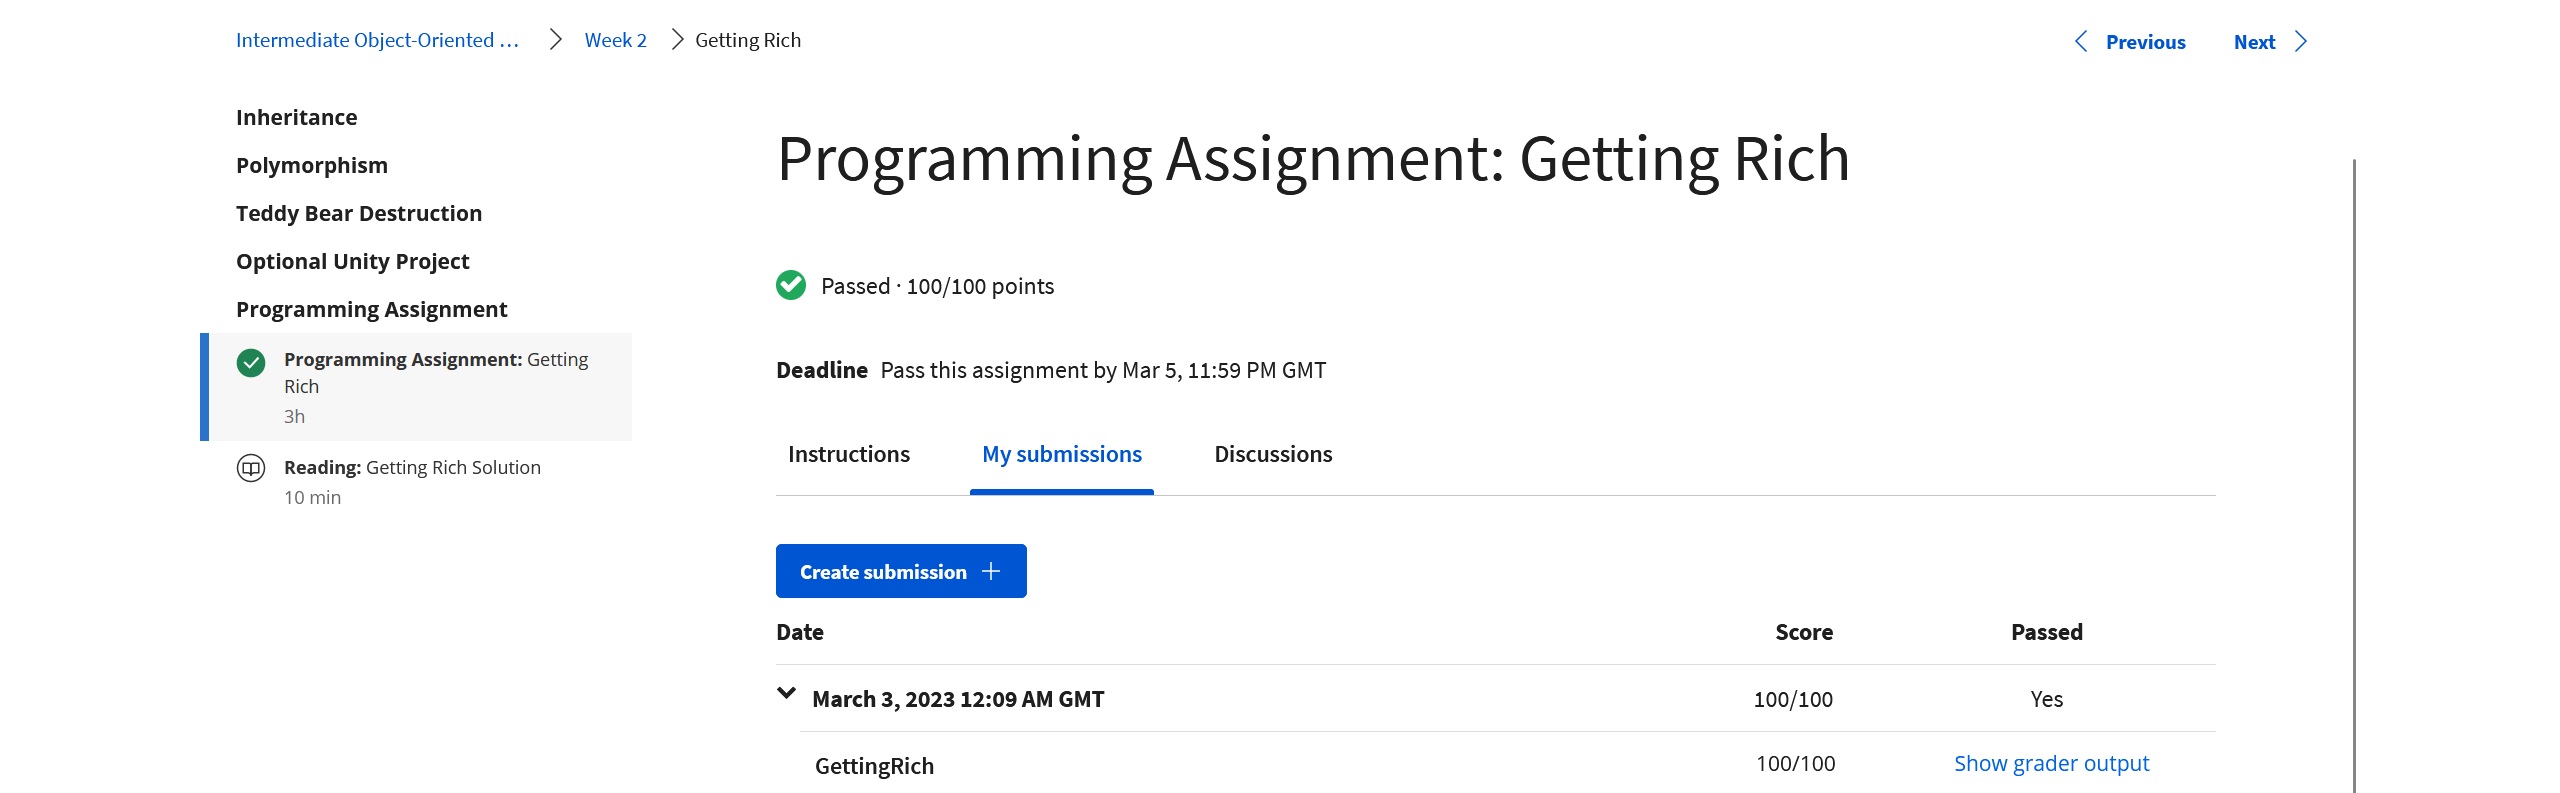 Intermediate Object-Oriented … > Week 2 > Getting Rich
Previous
Next
Inheritance
Polymorphism
Teddy Bear Destruction
Optional Unity Project
Programming Assignment
Programming Assignment: Getting
Rich
3h
Reading: Getting Rich Solution
10 min
Programming Assignment: Getting Rich
Passed · 100/100 points
Deadline Pass this assignment by Mar 5, 11:59 PM GMT
Instructions My submissions Discussions
Create submission +
Date Score Passed
March 3, 2023 12:09 AM GMT 100/100 Yes
GettingRich 100/100 Show grader output